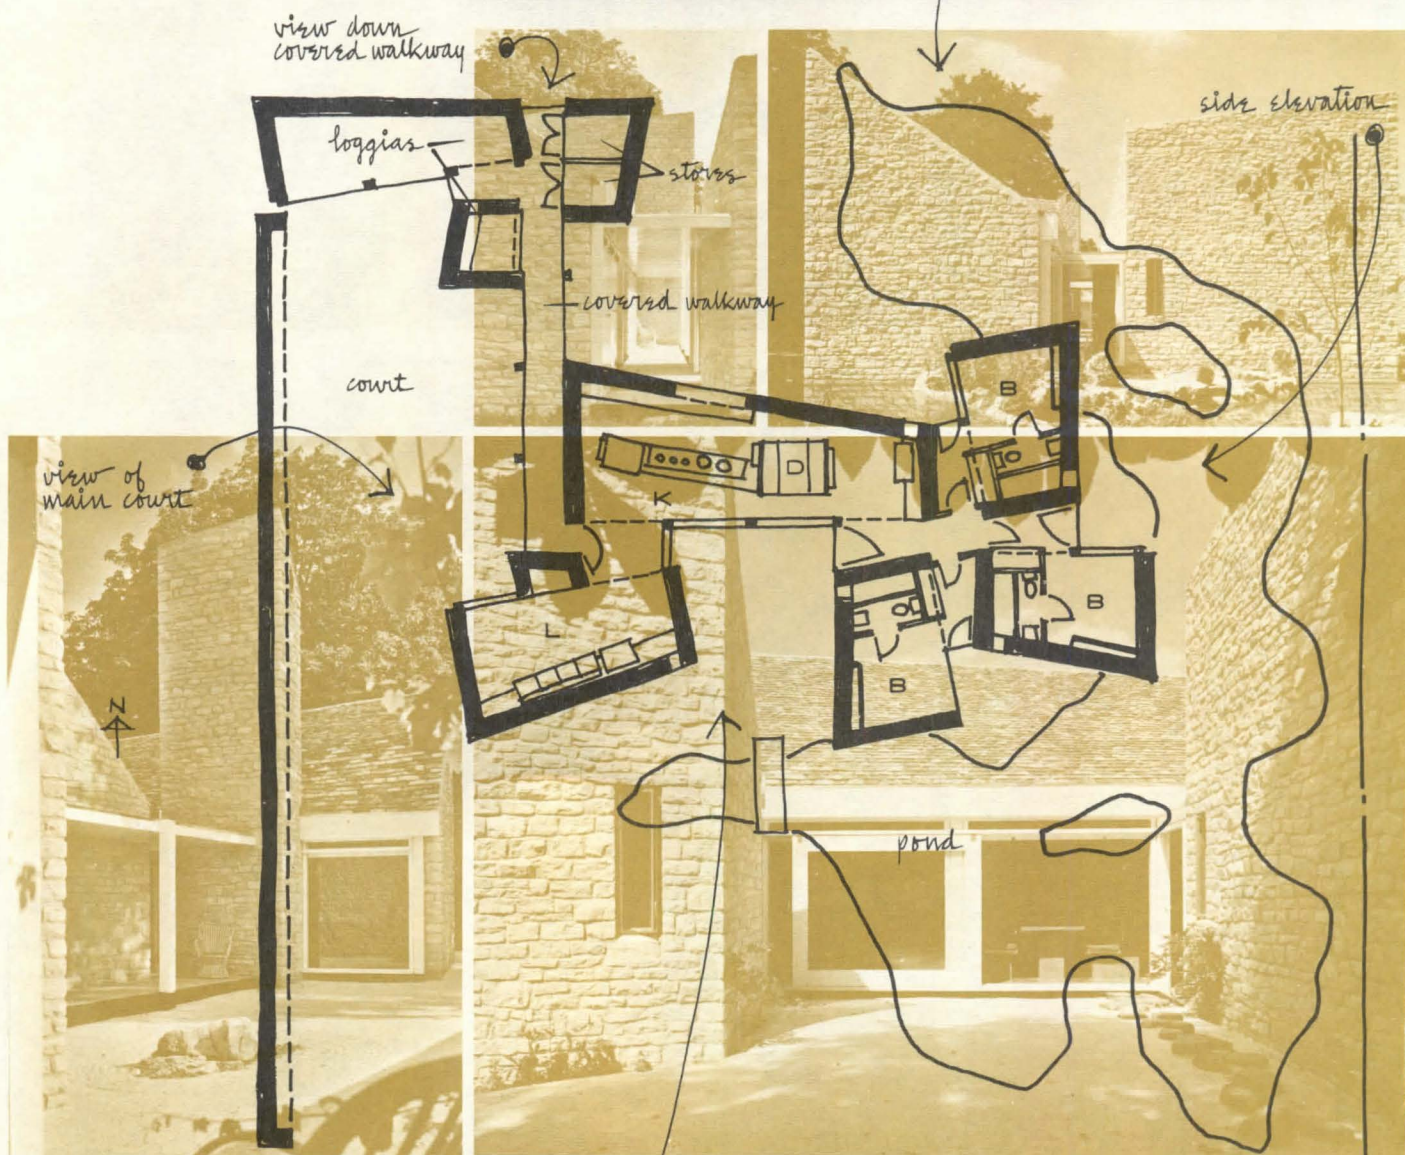 view down
covered walkway
side elevation
loggias
stores
covered walkway
court
B
view of
main court
D
K
B
L
B
N
pond